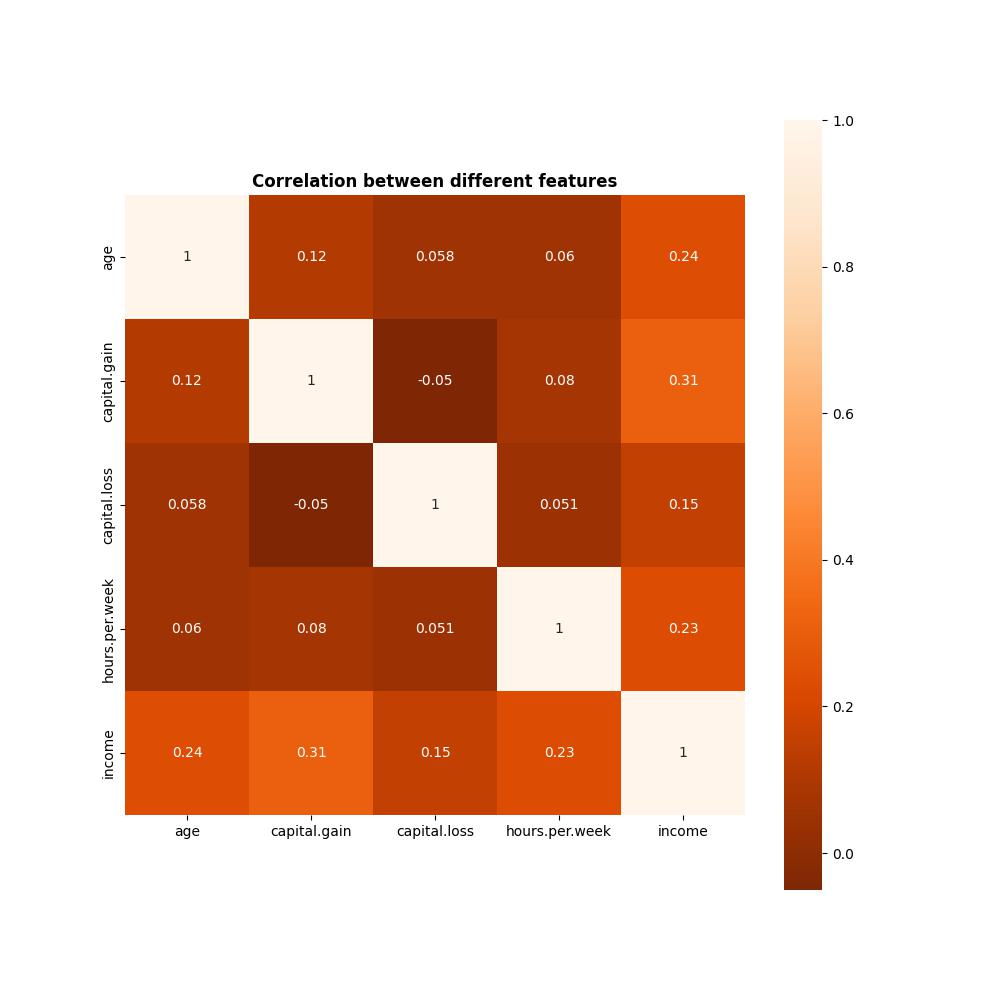 Correlation between different features
age 1 0.12 0.058 0.06 0.24
capital.gain 0.12 1 -0.05 0.08 0.31
capital.loss 0.058 -0.05 1 0.051 0.15
hours.per.week 0.06 0.08 0.051 1 0.23
income 0.24 0.31 0.15 0.23 1
age capital.gain capital.loss hours.per.week income
1.0
0.8
0.6
0.4
0.2
0.0